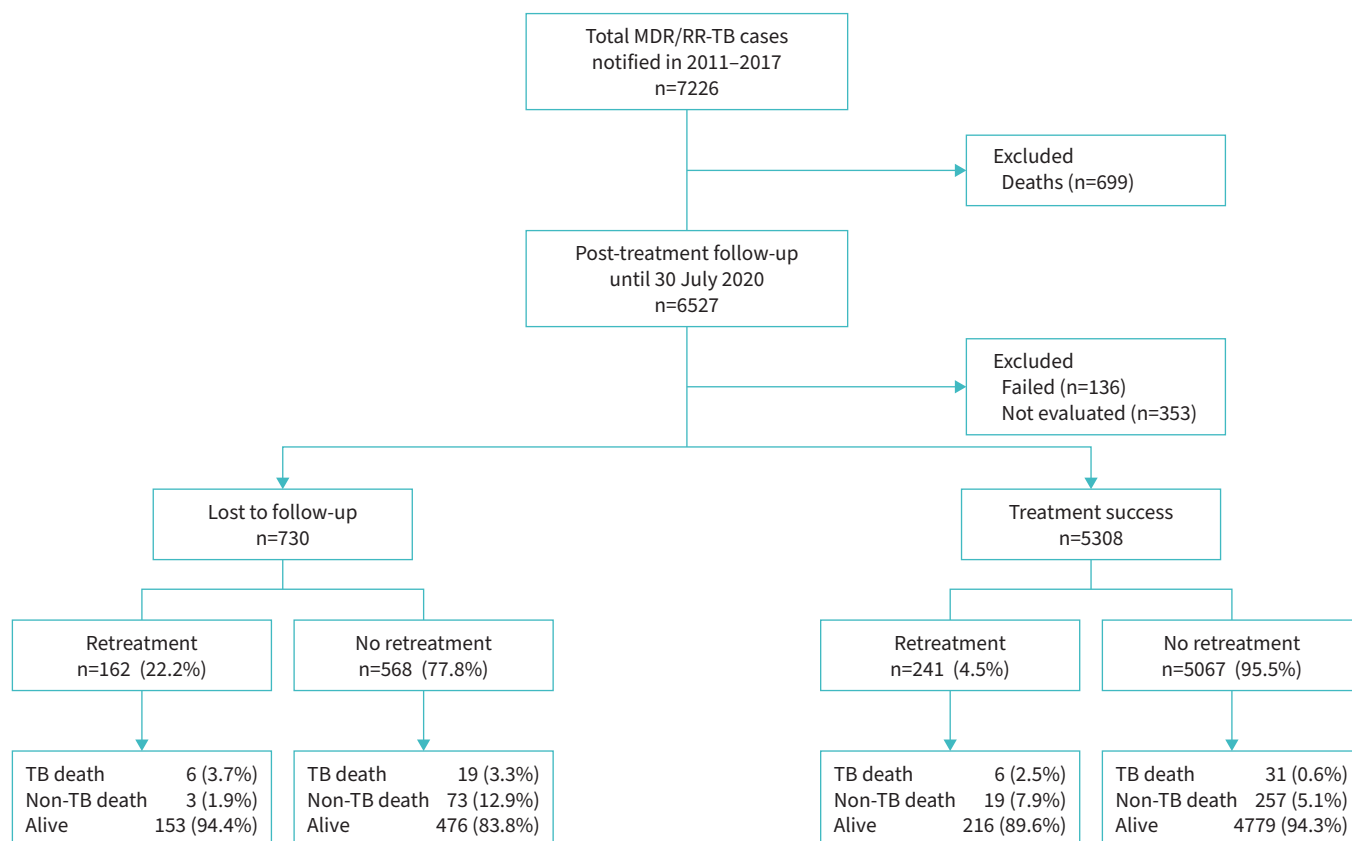 Total MDR/RR-TB cases
notified in 2011–2017
n=7226
Excluded
Deaths (n=699)
Post-treatment follow-up
until 30 July 2020
n=6527
Excluded
Failed (n=136)
Not evaluated (n=353)
Lost to follow-up
n=730
Treatment success
n=5308
Retreatment
n=162 (22.2%)
No retreatment
n=568 (77.8%)
Retreatment
n=241 (4.5%)
No retreatment
n=5067 (95.5%)
TB death 6 (3.7%)
Non-TB death 3 (1.9%)
Alive 153 (94.4%)
TB death 19 (3.3%)
Non-TB death 73 (12.9%)
Alive 476 (83.8%)
TB death 6 (2.5%)
Non-TB death 19 (7.9%)
Alive 216 (89.6%)
TB death 31 (0.6%)
Non-TB death 257 (5.1%)
Alive 4779 (94.3%)